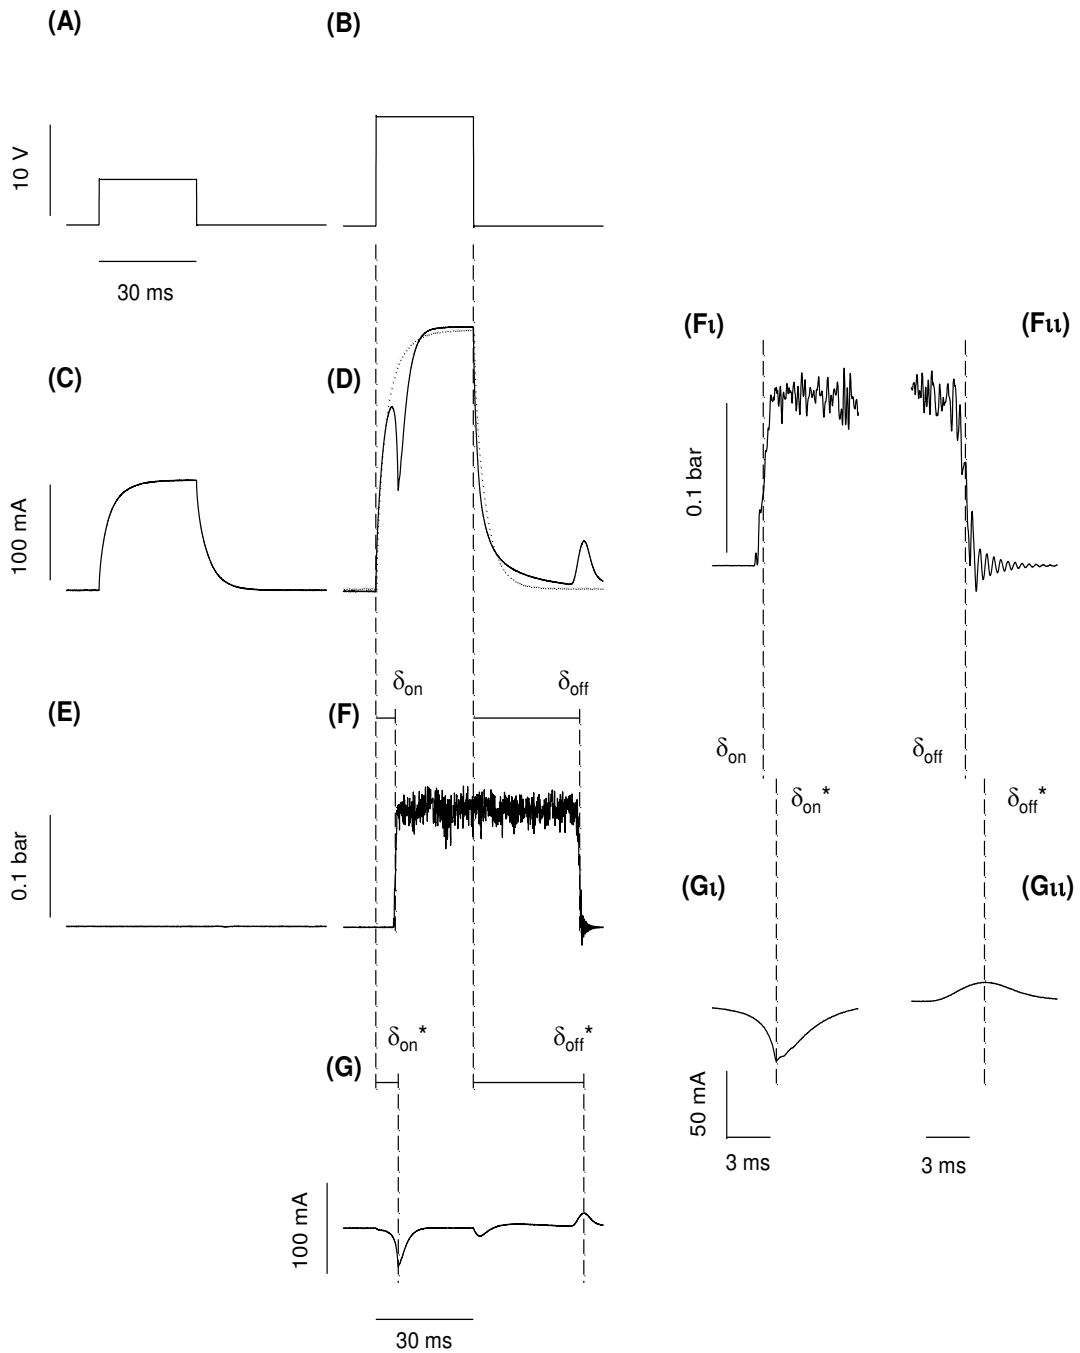 (A)
(B)
10 V
30 ms
(Fι)
(Fιι)
(C)
(D)
100 mA
0.1 bar
δon
δoff
(E)
(F)
δon
δoff
δon*
δoff*
0.1 bar
(Gι)
(Gιι)
δon*
δoff*
(G)
50 mA
3 ms
3 ms
100 mA
30 ms